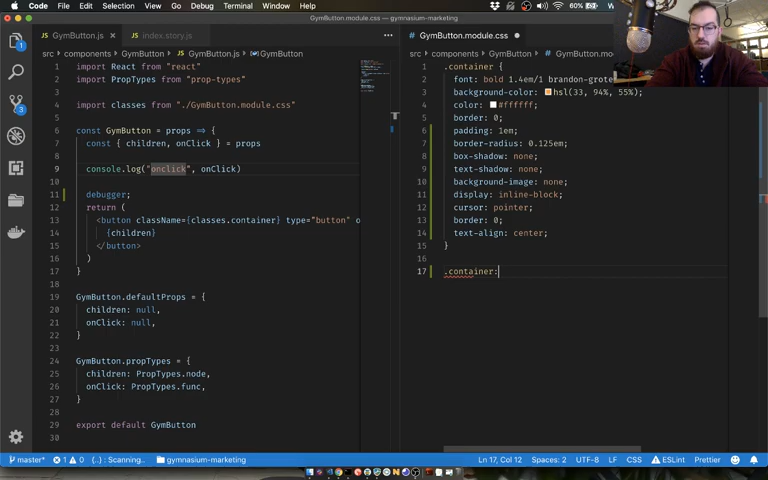 Code File Edit Selection View Go Debug Terminal Window Help 60%
GymButton.module.css — gymnasium-marketing
GymButton.js index.story.js
src components GymButton GymButton.js GymButton
1 import React from "react"
2 import PropTypes from "prop-types"
3
4 import classes from "./GymButton.module.css"
5
6 const GymButton = props => {
7 const { children, onClick } = props
8
9 console.log("onclick", onClick)
10
11 debugger;
12 return (
13 <button className={classes.container} type="button" o
14 {children}
15 </button>
16 )
17 }
18
19 GymButton.defaultProps = {
20 children: null,
21 onClick: null,
22 }
23
24 GymButton.propTypes = {
25 children: PropTypes.node,
26 onClick: PropTypes.func,
27 }
28
29 export default GymButton
30
GymButton.module.css
src components GymButton GymButton.mo
1 .container {
2 font: bold 1.4em/1 brandon-grote
3 background-color: hsl(33, 94%, 55%);
4 color: #ffffff;
5 border: 0;
6 padding: 1em;
7 border-radius: 0.125em;
8 box-shadow: none;
9 text-shadow: none;
10 background-image: none;
11 display: inline-block;
12 cursor: pointer;
13 border: 0;
14 text-align: center;
15 }
16
17 .container:
master* 1 0 {..} : Scanning... gymnasium-marketing Ln 17, Col 12 Spaces: 2 UTF-8 LF CSS ESLint Prettier